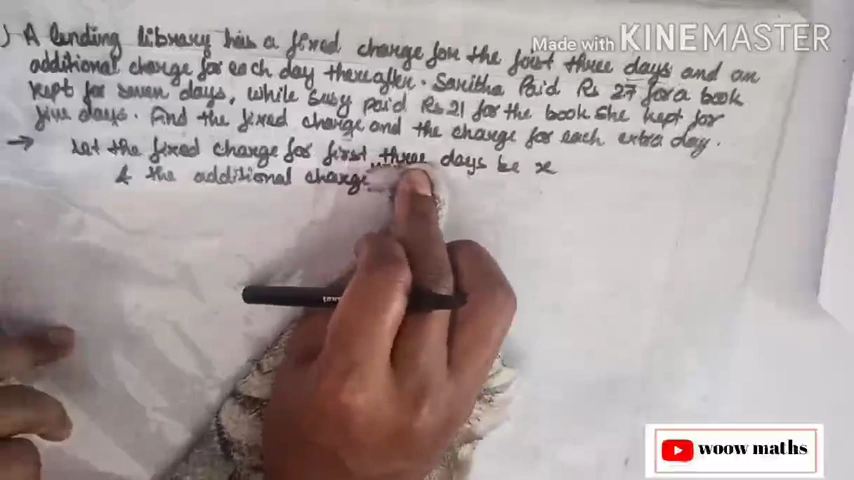 Made with KINEMASTER
) A lending library has a fixed charge for the first three days and an
additional charge for each day thereafter. Saritha Paid Rs 27 for a book
kept for seven days, while Susy paid Rs 21 for the book she kept for
five days. Find the fixed charge and the charge for each extra day.
→ Let the fixed charge for first three days be x
& the additional charge
woow maths